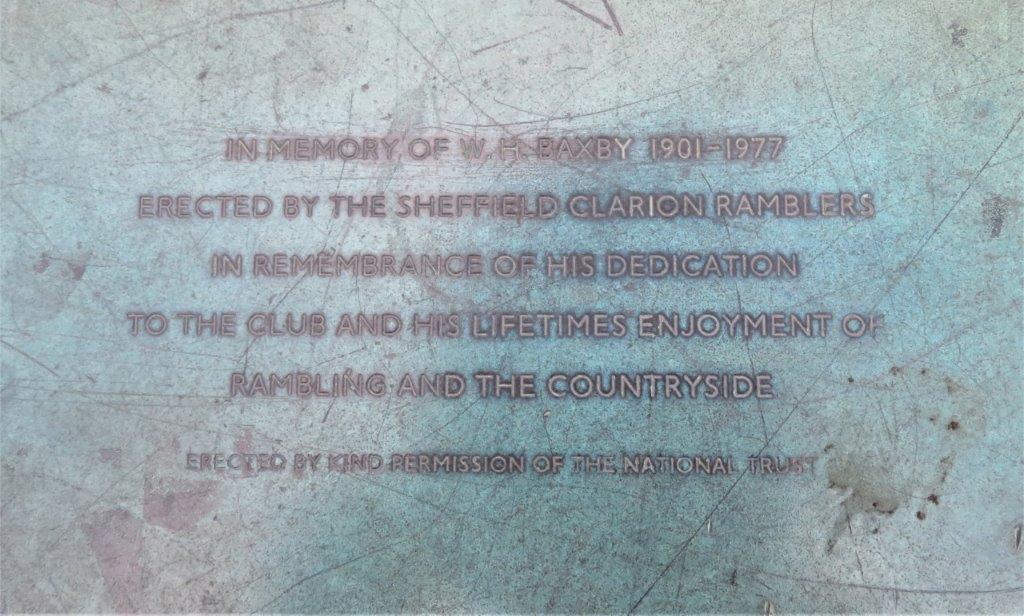 IN MEMORY OF W. H. BAXBY 1901-1977
ERECTED BY THE SHEFFIELD CLARION RAMBLERS
IN REMEMBRANCE OF HIS DEDICATION
TO THE CLUB AND HIS LIFETIMES ENJOYMENT OF
RAMBLING AND THE COUNTRYSIDE
ERECTED BY KIND PERMISSION OF THE NATIONAL TRUST